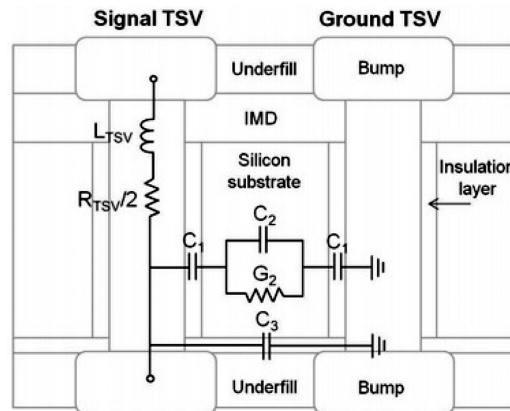 Signal TSV Ground TSV
Underfill Bump
IMD
L_TSV
Silicon
substrate
Insulation
layer
R_TSV/2
C_2
C_1 C_1
G_2
C_3
Underfill Bump